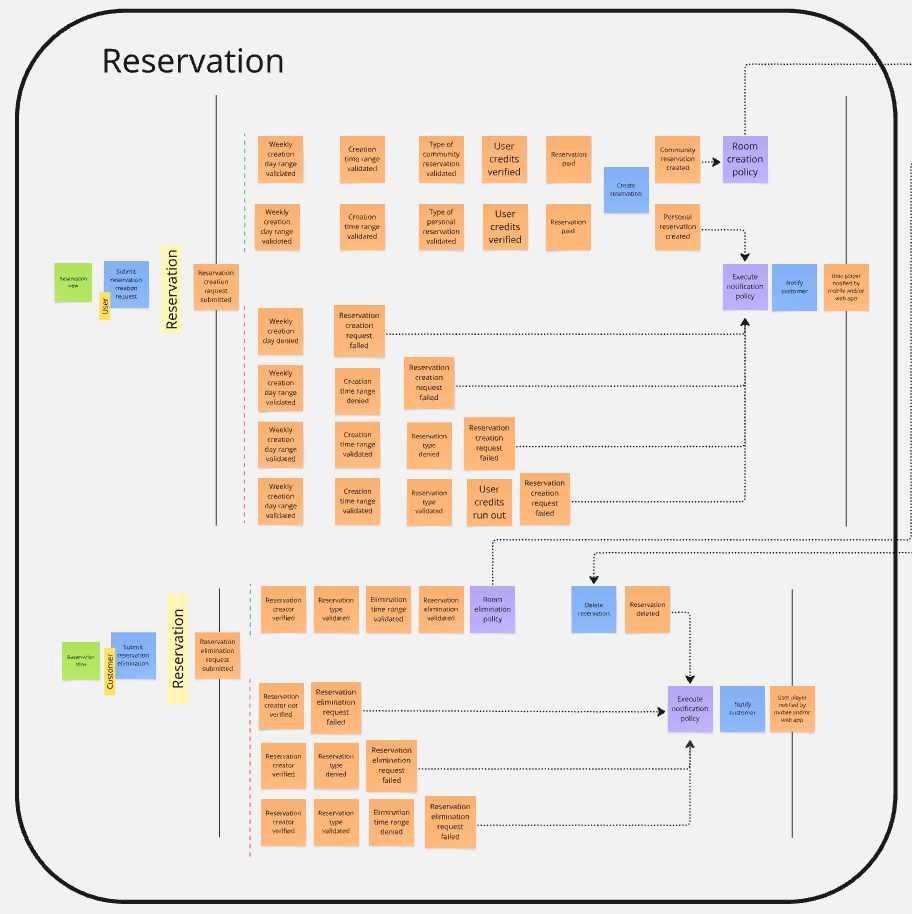 Reservation
Weekly
creation
day range
validated
Creation
time range
validated
Type of
community
reservation
validated
User
credits
verified
Reservation
paid
Community
reservation
created
Room
creation
policy
Create
reservation
Weekly
creation
day range
validated
Creation
time range
validated
Type of
personal
reservation
validated
User
credits
verified
Reservation
paid
Personal
reservation
created
Reservation
view
Submit
reservation
creation
request
User
Reservation
Reservation
creation
request
submitted
Execute
notification
policy
Notify
customer
User player
notified by
mobile and/or
web app
Weekly
creation
day denied
Reservation
creation
request
failed
Weekly
creation
day range
validated
Creation
time range
denied
Reservation
creation
request
failed
Weekly
creation
day range
validated
Creation
time range
validated
Reservation
type
denied
Reservation
creation
request
failed
Weekly
creation
day range
validated
Creation
time range
validated
Reservation
type
validated
User
credits
run out
Reservation
creation
request
failed
Reservation
creator
verified
Reservation
type
validated
Elimination
time range
validated
Reservation
elimination
validated
Room
elimination
policy
Delete
reservation
Reservation
deleted
Reservation
view
Submit
reservation
elimination
Customer
Reservation
Reservation
elimination
request
submitted
Reservation
creator not
verified
Reservation
elimination
request
failed
Execute
notification
policy
Notify
customer
User player
notified by
mobile and/or
web app
Reservation
creator
verified
Reservation
type
denied
Reservation
elimination
request
failed
Reservation
creator
verified
Reservation
type
validated
Elimination
time range
denied
Reservation
elimination
request
failed